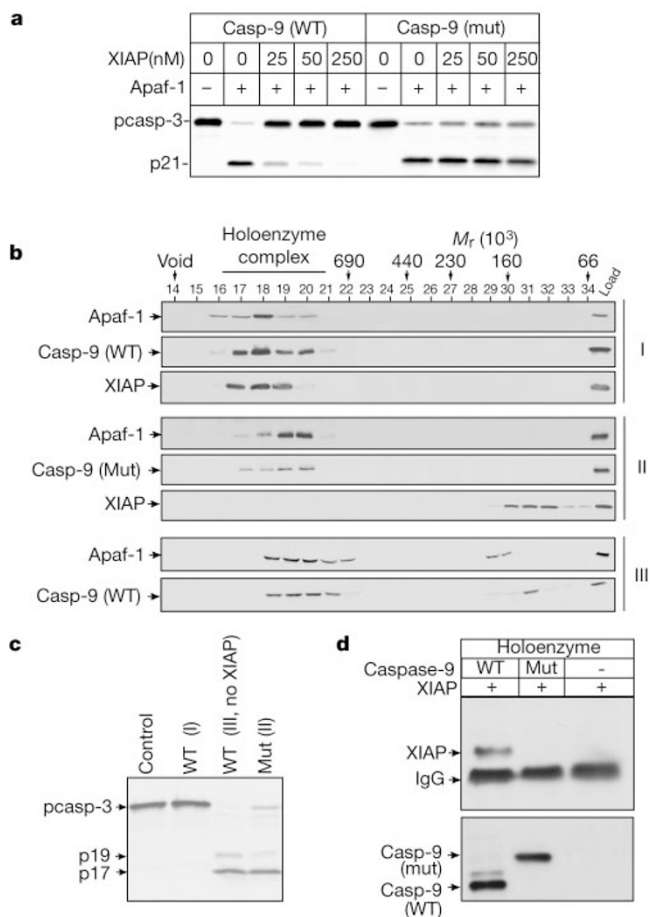 a
Casp-9 (WT) Casp-9 (mut)
XIAP(nM) 0 0 25 50 250 0 0 25 50 250
Apaf-1 – + + + + – + + + +
pcasp-3-
p21-
b
Holoenzyme complex
Mr (10³)
Void 690 440 230 160 66 Load
14 15 16 17 18 19 20 21 22 23 24 25 26 27 28 29 30 31 32 33 34
Apaf-1
Casp-9 (WT)
XIAP
I
Apaf-1
Casp-9 (Mut)
XIAP
II
Apaf-1
Casp-9 (WT)
III
c
Control
WT (I)
WT (III, no XIAP)
Mut (II)
pcasp-3
p19
p17
d
Holoenzyme
Caspase-9 WT Mut -
XIAP + + +
XIAP
IgG
Casp-9
(mut)
Casp-9
(WT)